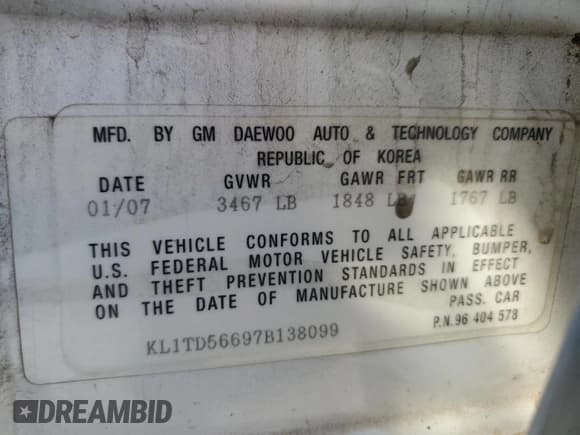 MFD. BY GM DAEWOO AUTO & TECHNOLOGY COMPANY
REPUBLIC OF KOREA
DATE GVWR GAWR FRT GAWR RR
01/07 3467 LB 1848 LB 1767 LB
THIS VEHICLE CONFORMS TO ALL APPLICABLE
U.S. FEDERAL MOTOR VEHICLE SAFETY, BUMPER,
AND THEFT PREVENTION STANDARDS IN EFFECT
ON THE DATE OF MANUFACTURE SHOWN ABOVE
PASS. CAR
KL1TD56697B138099
P.N. 96 404 578
DREAMBID